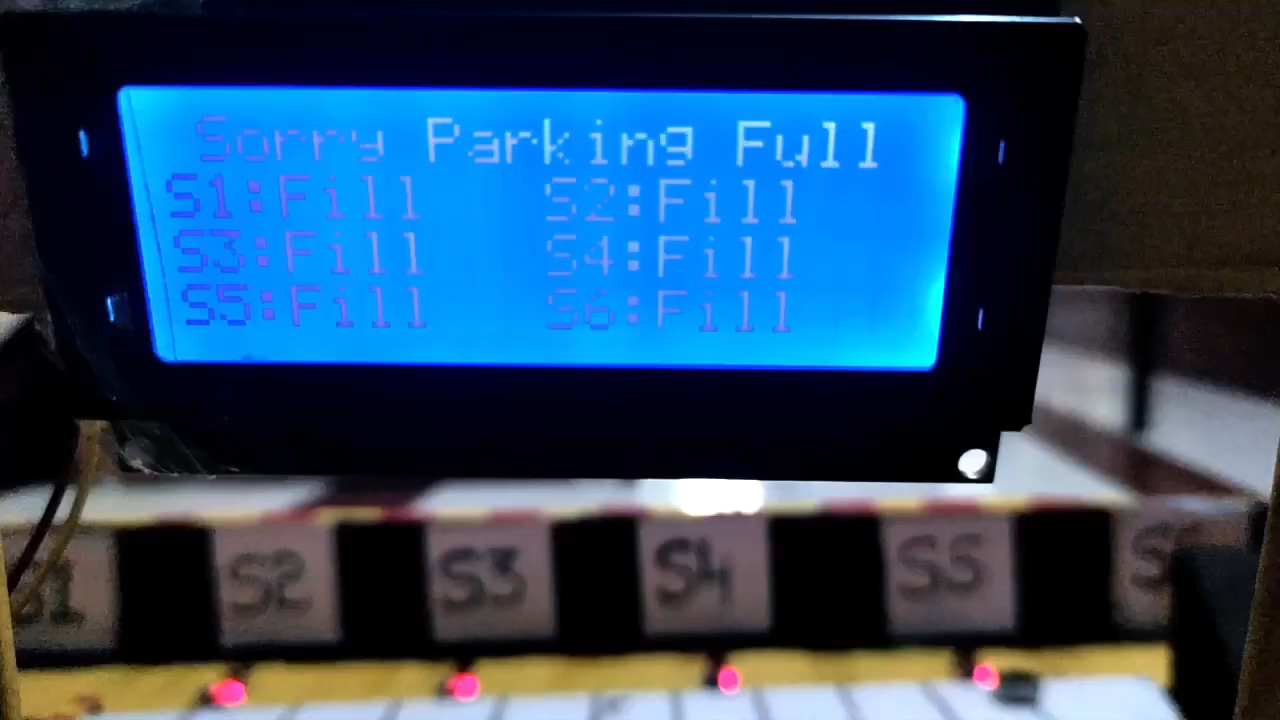 Sorry Parking Full
S1:Fill S2:Fill
S3:Fill S4:Fill
S5:Fill S6:Fill
S1 S2 S3 S4 S5